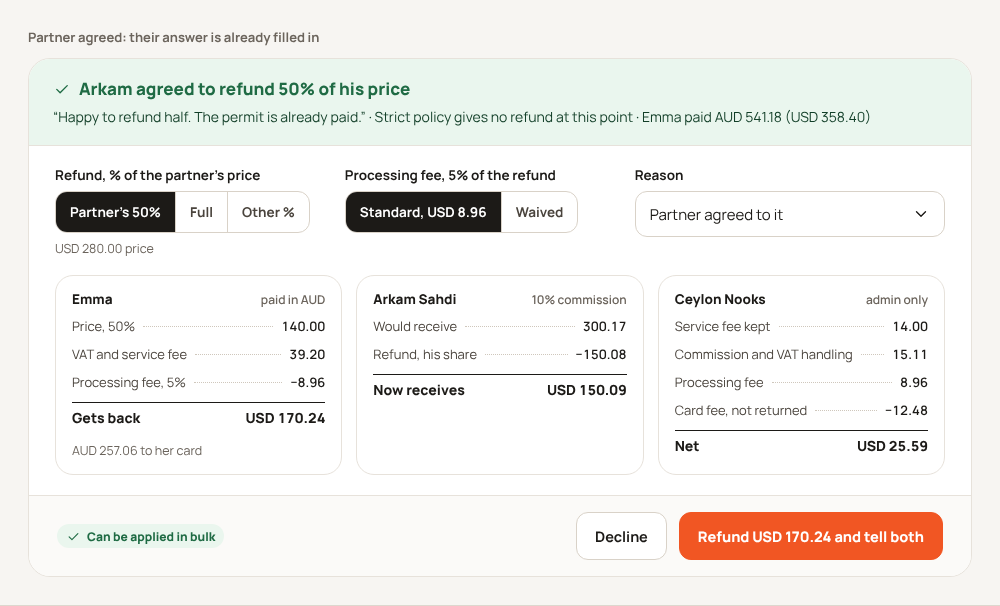 Partner agreed: their answer is already filled in
Arkam agreed to refund 50% of his price
“Happy to refund half. The permit is already paid.” · Strict policy gives no refund at this point · Emma paid AUD 541.18 (USD 358.40)
Refund, % of the partner’s price
Partner’s 50% Full Other %
USD 280.00 price
Processing fee, 5% of the refund
Standard, USD 8.96 Waived
Reason
Partner agreed to it
Emma paid in AUD
Price, 50% 140.00
VAT and service fee 39.20
Processing fee, 5% −8.96
Gets back USD 170.24
AUD 257.06 to her card
Arkam Sahdi 10% commission
Would receive 300.17
Refund, his share −150.08
Now receives USD 150.09
Ceylon Nooks admin only
Service fee kept 14.00
Commission and VAT handling 15.11
Processing fee 8.96
Card fee, not returned −12.48
Net USD 25.59
Can be applied in bulk
Decline
Refund USD 170.24 and tell both